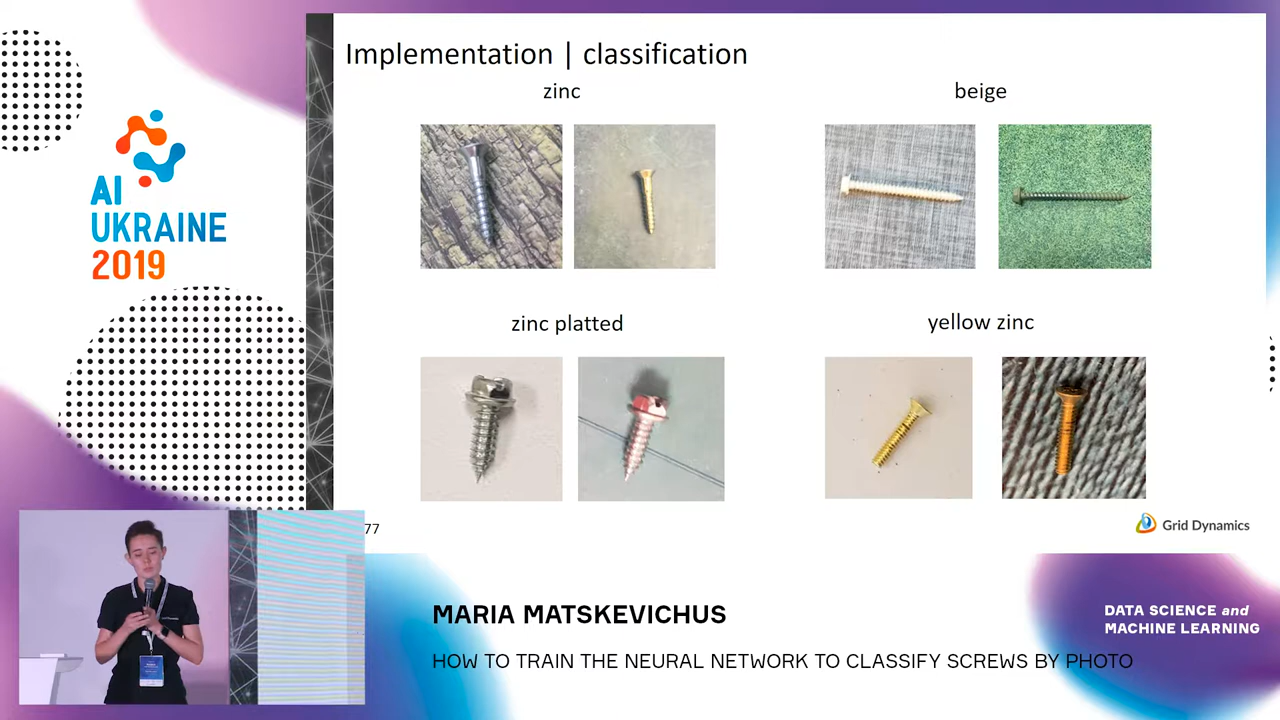 Implementation | classification
zinc
beige
AI
UKRAINE
2019
zinc platted
yellow zinc
77
Grid Dynamics
MARIA MATSKEVICHUS
HOW TO TRAIN THE NEURAL NETWORK TO CLASSIFY SCREWS BY PHOTO
DATA SCIENCE and
MACHINE LEARNING